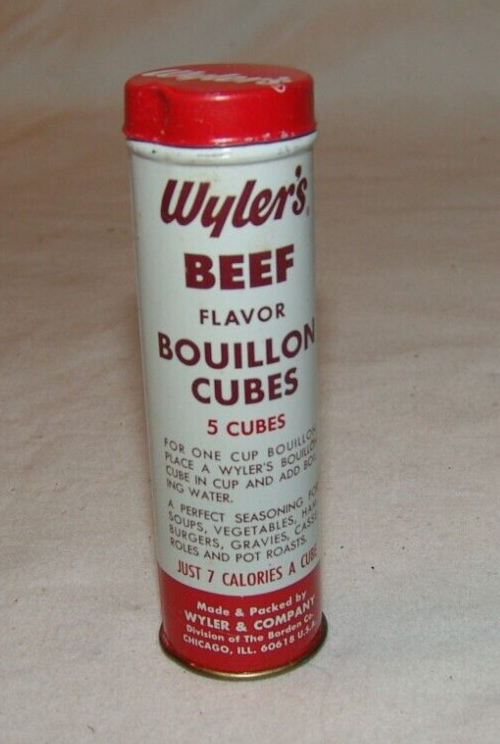 Wyler's
Wyler's
BEEF
FLAVOR
BOUILLON
CUBES
5 CUBES
FOR ONE CUP BOUILLON
PLACE A WYLER'S BOUILLON
CUBE IN CUP AND ADD BOIL
ING WATER.
A PERFECT SEASONING FOR
SOUPS, VEGETABLES, HAM
BURGERS, GRAVIES, CASSE
ROLES AND POT ROASTS.
JUST 7 CALORIES A CUBE
Made & Packed by
WYLER & COMPANY
Division of The Borden Co.
CHICAGO, ILL. 60618 U.S.A.